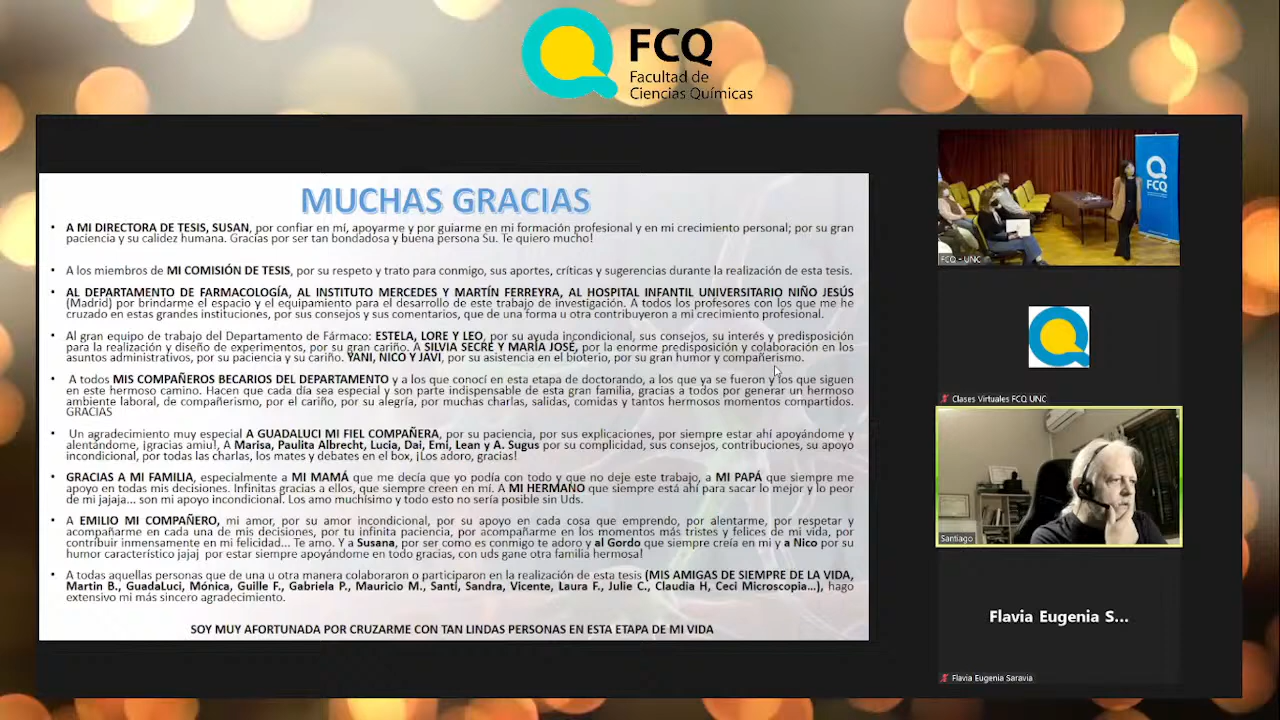 FCQ
Facultad de
Ciencias Químicas
MUCHAS GRACIAS
• A MI DIRECTORA DE TESIS, SUSAN, por confiar en mí, apoyarme y por guiarme en mi formación profesional y en mi crecimiento personal; por su gran
paciencia y su calidez humana. Gracias por ser tan bondadosa y buena persona Su. Te quiero mucho!
• A los miembros de MI COMISIÓN DE TESIS, por su respeto y trato para conmigo, sus aportes, críticas y sugerencias durante la realización de esta tesis.
• AL DEPARTAMENTO DE FARMACOLOGÍA, AL INSTITUTO MERCEDES Y MARTÍN FERREYRA, AL HOSPITAL INFANTIL UNIVERSITARIO NIÑO JESÚS
(Madrid) por brindarme el espacio y el equipamiento para el desarrollo de este trabajo de investigación. A todos los profesores con los que me he
cruzado en estas grandes instituciones, por sus consejos y sus comentarios, que de una forma u otra contribuyeron a mi crecimiento profesional.
• Al gran equipo de trabajo del Departamento de Fármaco: ESTELA, LORE Y LEO, por su ayuda incondicional, sus consejos, su interés y predisposición
para la realización y diseño de experimentos, por su gran cariño. A SILVIA SECRE Y MARÍA JOSÉ, por la enorme predisposición y colaboración en los
asuntos administrativos, por su paciencia y su cariño. YANI, NICO Y JAVI, por su asistencia en el bioterio, por su gran humor y compañerismo.
• A todos MIS COMPAÑEROS BECARIOS DEL DEPARTAMENTO y a los que conocí en esta etapa de doctorando, a los que ya se fueron y los que siguen
en este hermoso camino. Hacen que cada día sea especial y son parte indispensable de esta gran familia, gracias a todos por generar un hermoso
ambiente laboral, de compañerismo, por el cariño, por su alegría, por muchas charlas, salidas, comidas y tantos hermosos momentos compartidos.
GRACIAS
• Un agradecimiento muy especial A GUADALUCI MI FIEL COMPAÑERA, por su paciencia, por sus explicaciones, por siempre estar ahí apoyándome y
alentándome, ¡gracias amiu!, A Marisa, Paulita Albrecht, Lucia, Dai, Emi, Lean y A. Sugus por su complicidad, sus consejos, contribuciones, su apoyo
incondicional, por todas las charlas, los mates y debates en el box, ¡Los adoro, gracias!
• GRACIAS A MI FAMILIA, especialmente a MI MAMÁ que me decía que yo podía con todo y que no deje este trabajo, a MI PAPÁ que siempre me
apoyo en todas mis decisiones. Infinitas gracias a ellos, que siempre creen en mí. A MI HERMANO que siempre está ahí para sacar lo mejor y lo peor
de mi jajaja... son mi apoyo incondicional. Los amo muchísimo y todo esto no sería posible sin Uds.
• A EMILIO MI COMPAÑERO, mi amor, por su amor incondicional, por su apoyo en cada cosa que emprendo, por alentarme, por respetar y
acompañarme en cada una de mis decisiones, por tu infinita paciencia, por acompañarme en los momentos más tristes y felices de mi vida, por
contribuir inmensamente en mi felicidad... Te amo. Y a Susana, por ser como es conmigo te adoro y al Gordo que siempre creía en mi y a Nico por su
humor característico jajaj por estar siempre apoyándome en todo gracias, con uds gane otra familia hermosa!
• A todas aquellas personas que de una u otra manera colaboraron o participaron en la realización de esta tesis (MIS AMIGAS DE SIEMPRE DE LA VIDA,
Martin B., GuadaLuci, Mónica, Guille F., Gabriela P., Mauricio M., Santi, Sandra, Vicente, Laura F., Julie C., Claudia H, Ceci Microscopia...), hago
extensivo mi más sincero agradecimiento.
SOY MUY AFORTUNADA POR CRUZARME CON TAN LINDAS PERSONAS EN ESTA ETAPA DE MI VIDA
FCQ
FCQ - UNC
Clases Virtuales FCQ UNC
Santiago
Flavia Eugenia S...
Flavia Eugenia Saravia